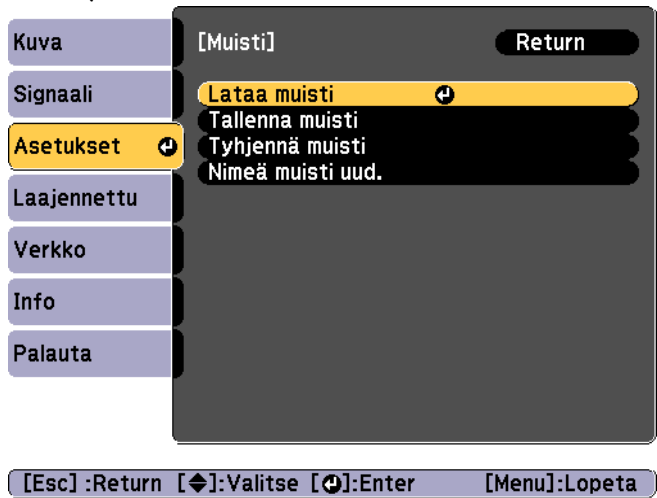 Kuva
Signaali
Asetukset
Laajennettu
Verkko
Info
Palauta
[Muisti] Return
Lataa muisti
Tallenna muisti
Tyhjennä muisti
Nimeä muisti uud.
[Esc] :Return [◆]:Valitse [↵]:Enter [Menu]:Lopeta